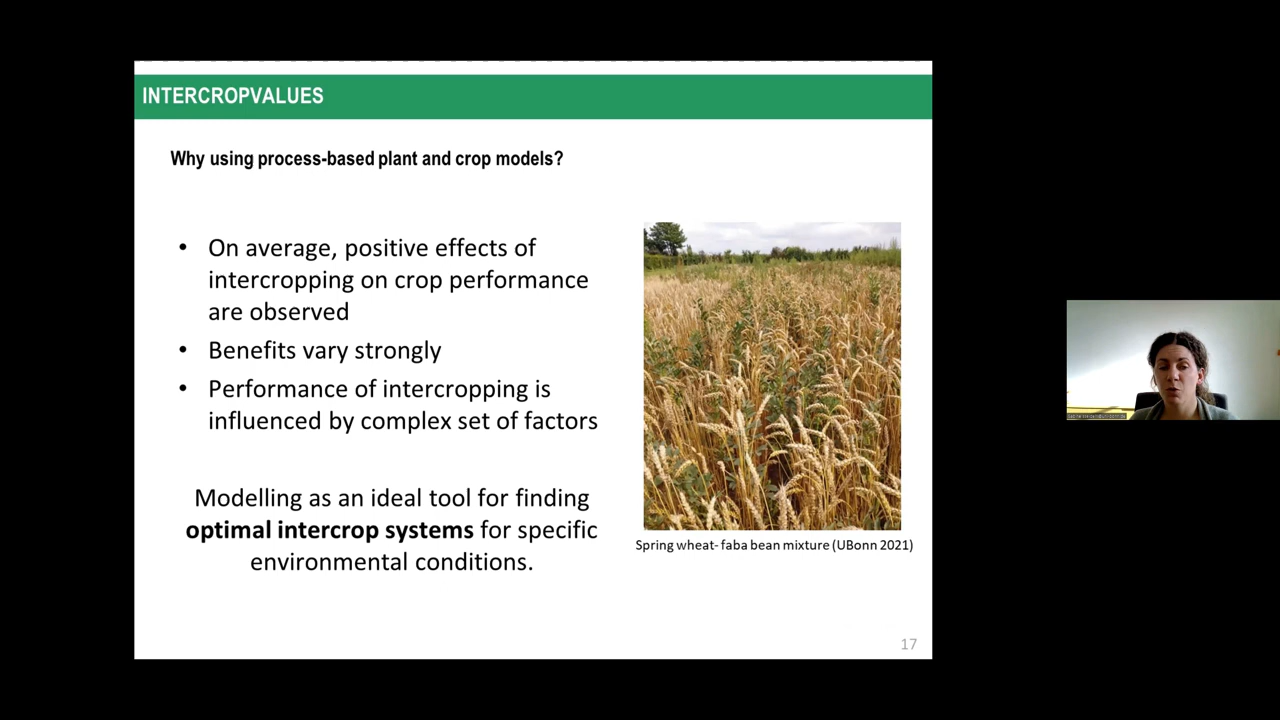 INTERCROPVALUES
Why using process-based plant and crop models?
• On average, positive effects of
intercropping on crop performance
are observed
• Benefits vary strongly
• Performance of intercropping is
influenced by complex set of factors
Modelling as an ideal tool for finding
optimal intercrop systems for specific
environmental conditions.
Spring wheat- faba bean mixture (UBonn 2021)
17